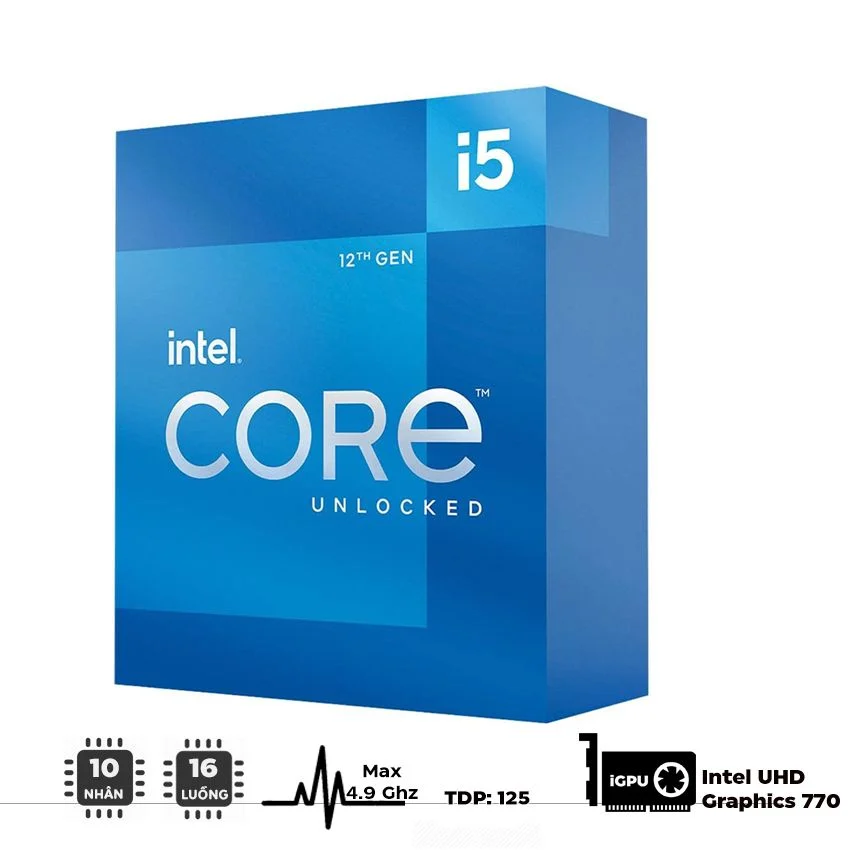 i5
12TH GEN
intel.
CORE™
UNLOCKED
10
NHÂN
16
LUỒNG
Max
4.9 Ghz
TDP: 125
iGPU
Intel UHD
Graphics 770